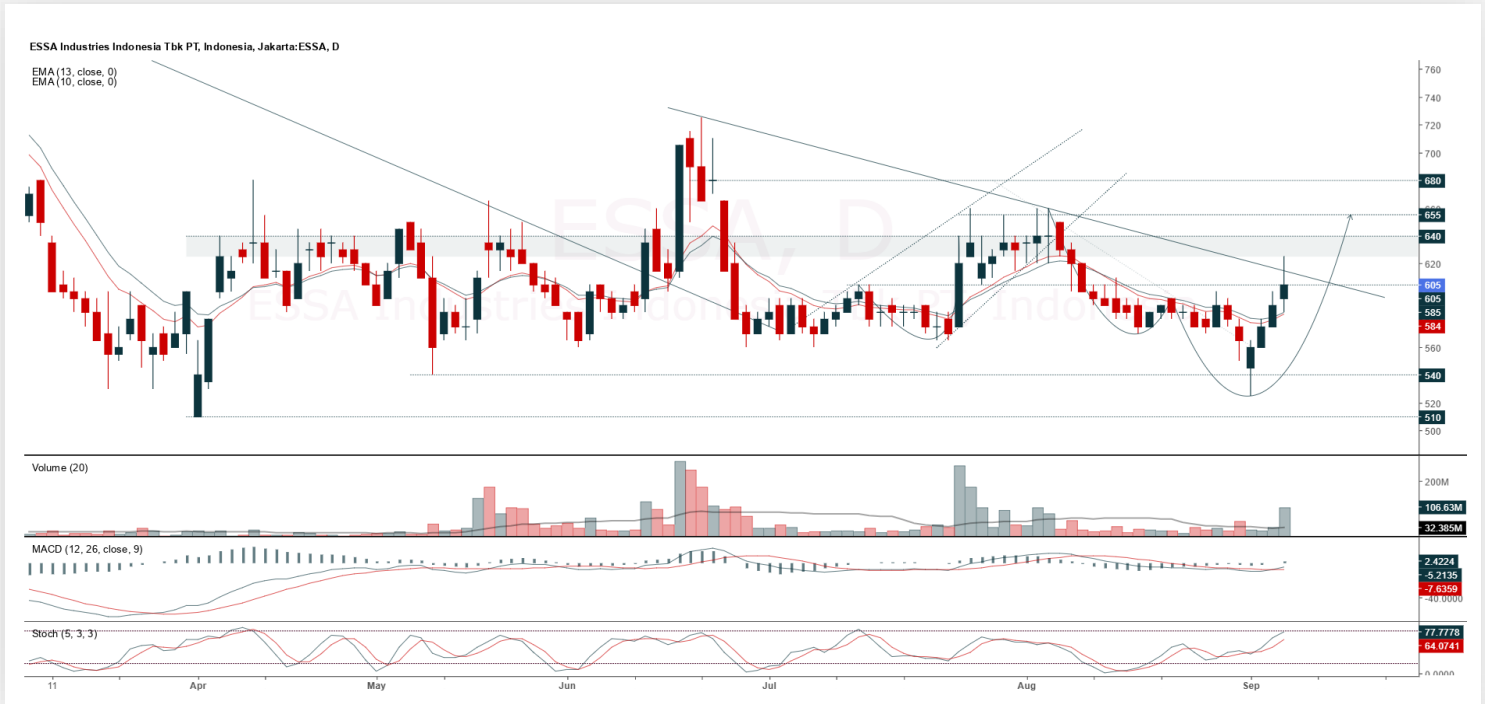 ESSA Industries Indonesia Tbk PT, Indonesia, Jakarta:ESSA, D
EMA (13, close, 0)
EMA (10, close, 0)
ESSA, D
760
740
720
700
680
655
640
620
605
605
585
584
560
540
520
510
500
Volume (20)
200M
106.63M
32.385M
MACD (12, 26, close, 9)
2.4224
-5.2135
-7.6359
-40.0000
Stoch (5, 3, 3)
77.7778
64.0741
0.0000
11 Apr May Jun Jul Aug Sep